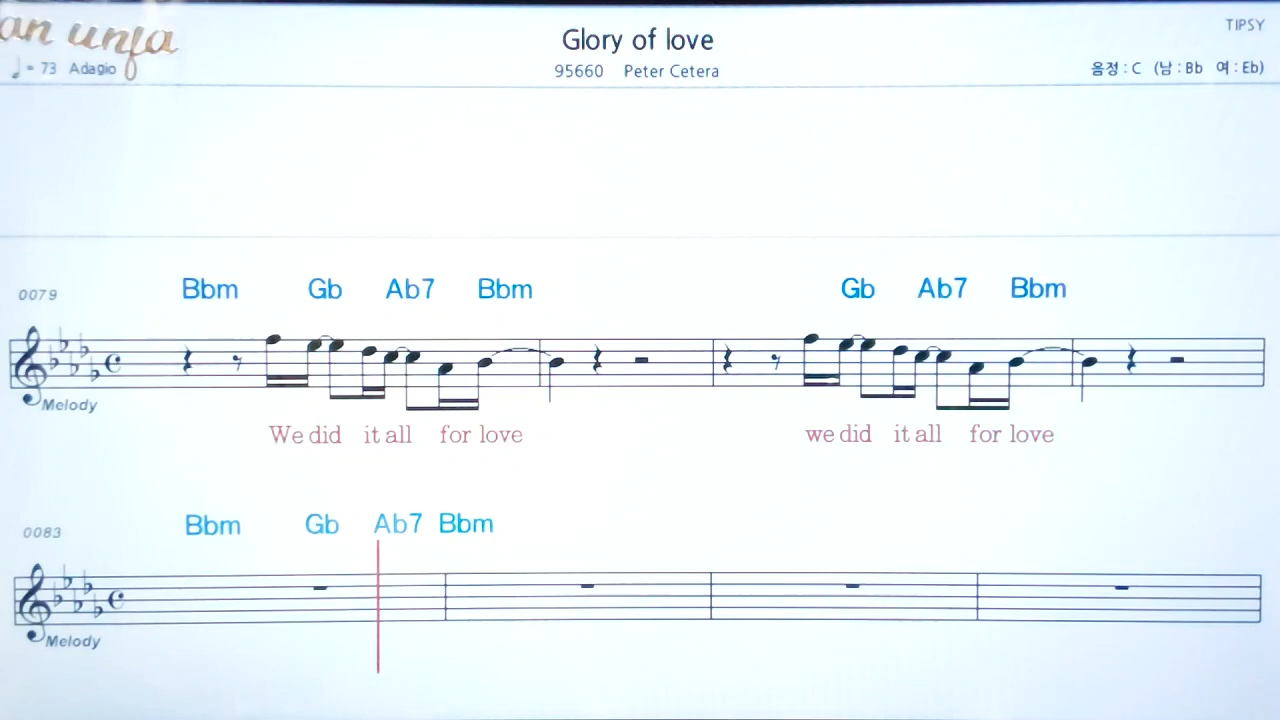 Glory of love
TIPSY
= 73 Adagio
95660 Peter Cetera
음정 : C (남 : Bb 여 : Eb)
0079 Bbm Gb Ab7 Bbm Gb Ab7 Bbm
Melody
We did it all for love we did it all for love
0083 Bbm Gb Ab7 Bbm
Melody